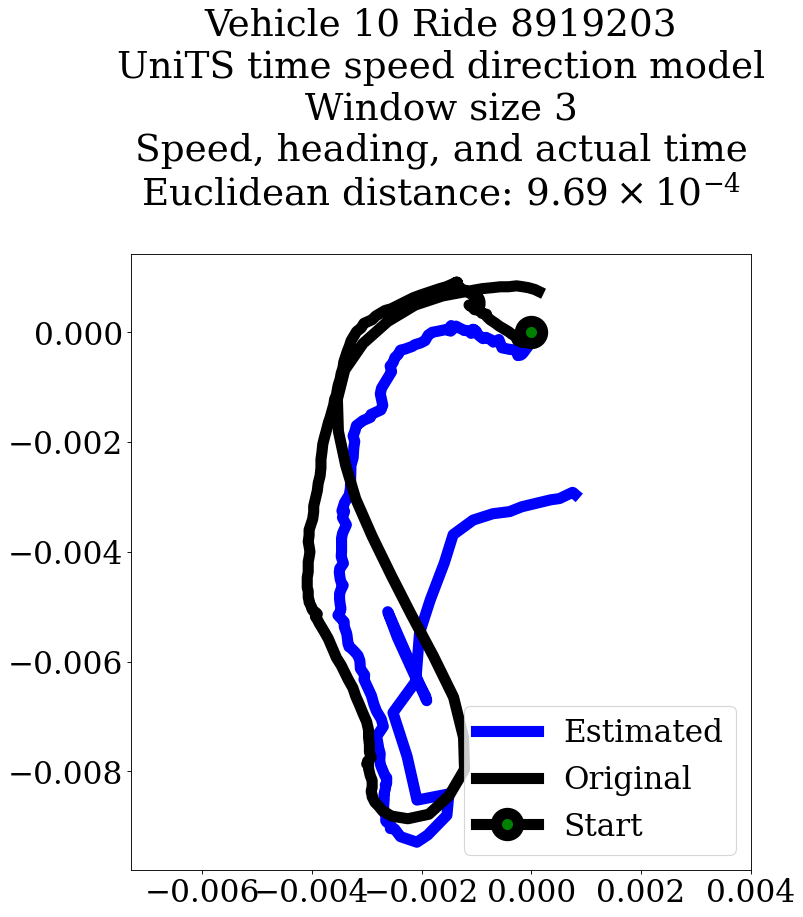 Vehicle 10 Ride 8919203
UniTS time speed direction model
Window size 3
Speed, heading, and actual time
Euclidean distance: 9.69 × 10⁻⁴
0.000
−0.002
−0.004
−0.006
−0.008
Estimated
Original
Start
−0.006 −0.004 −0.002 0.000 0.002 0.004